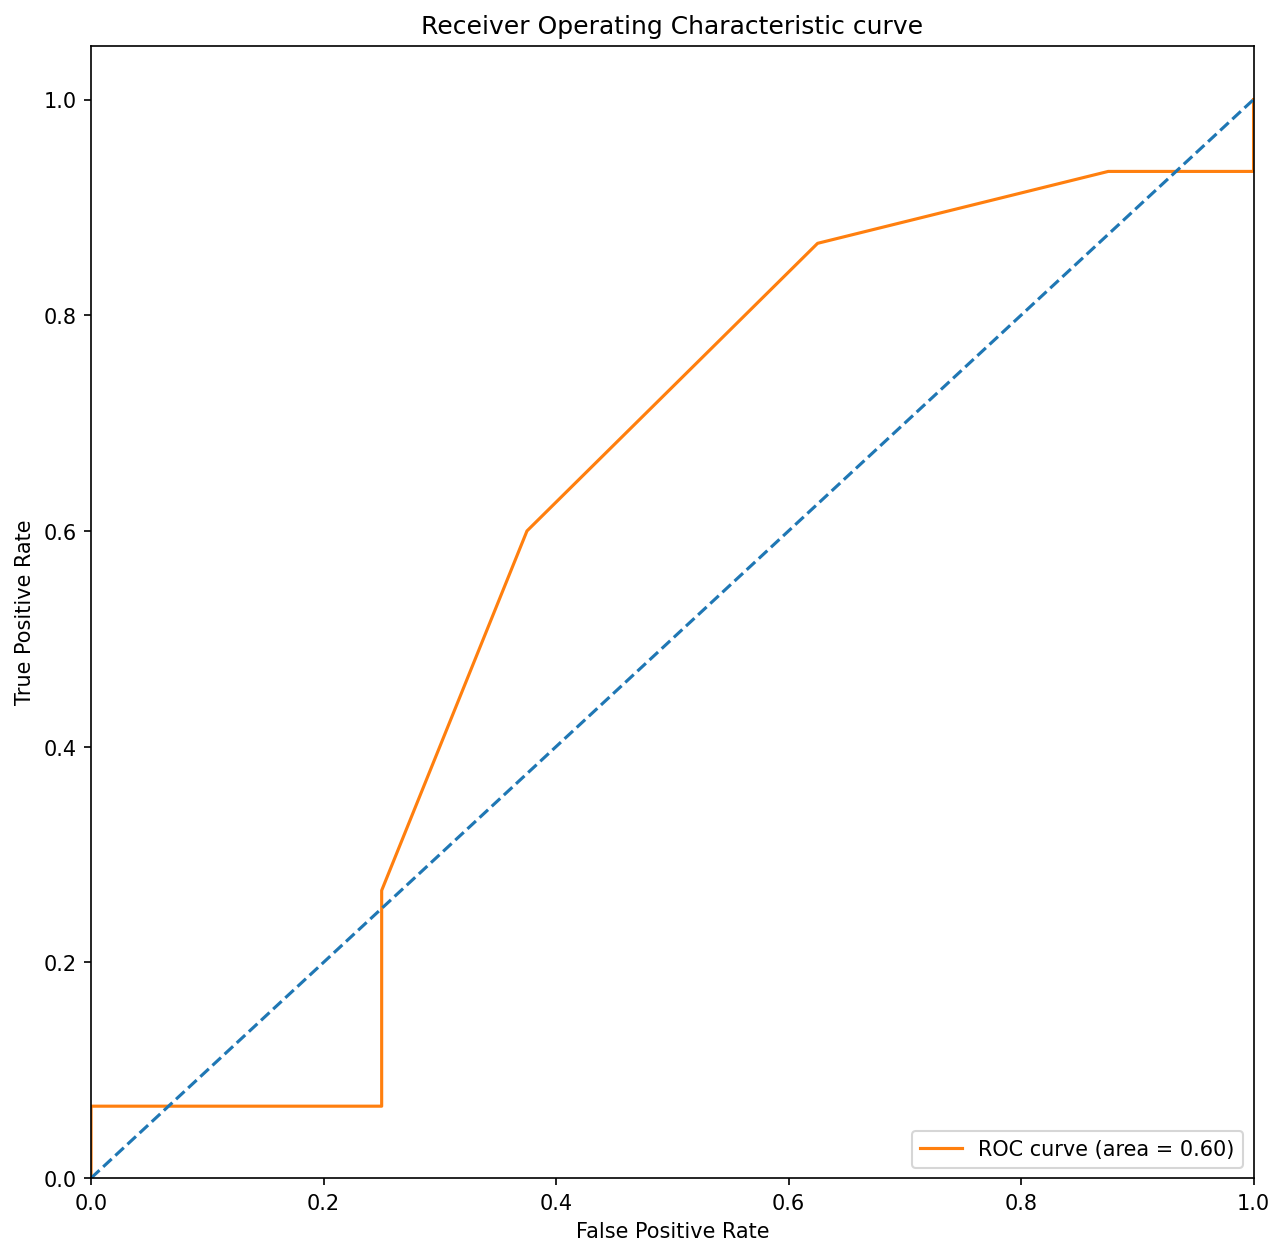 Receiver Operating Characteristic curve
1.0
0.8
0.6
0.4
0.2
0.0
True Positive Rate
ROC curve (area = 0.60)
0.0 0.2 0.4 0.6 0.8 1.0
False Positive Rate